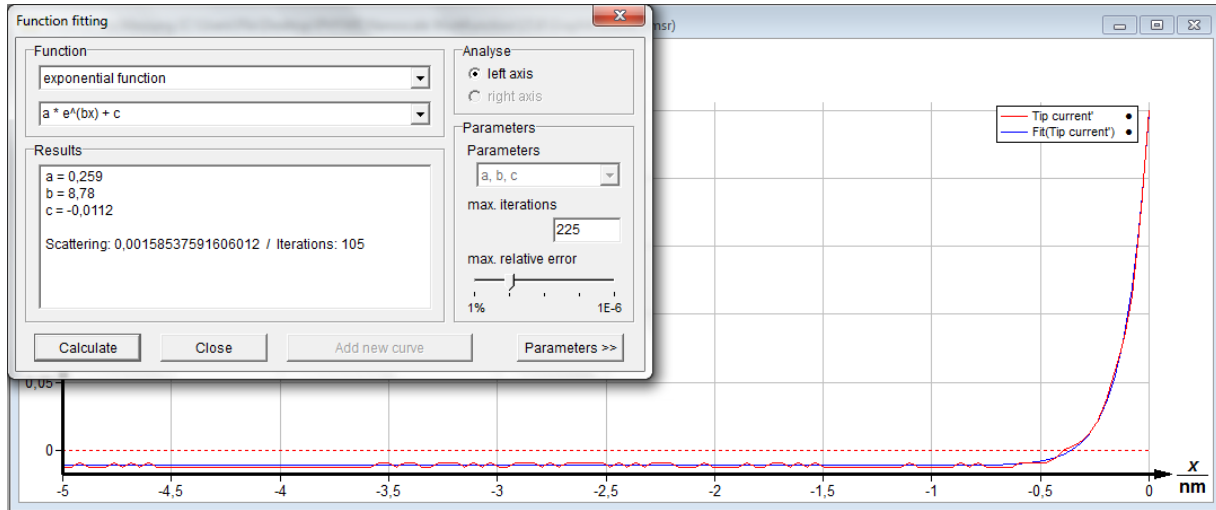 Function fitting
msr)
Function
exponential function
a * e^(bx) + c
Results
a = 0,259
b = 8,78
c = -0,0112
Scattering: 0,00158537591606012 / Iterations: 105
Analyse
left axis
right axis
Parameters
Parameters
a, b, c
max. iterations
225
max. relative error
1% 1E-6
Calculate Close Add new curve Parameters >>
Tip current'
Fit(Tip current')
0,05
0
-5 -4,5 -4 -3,5 -3 -2,5 -2 -1,5 -1 -0,5 0
x
nm